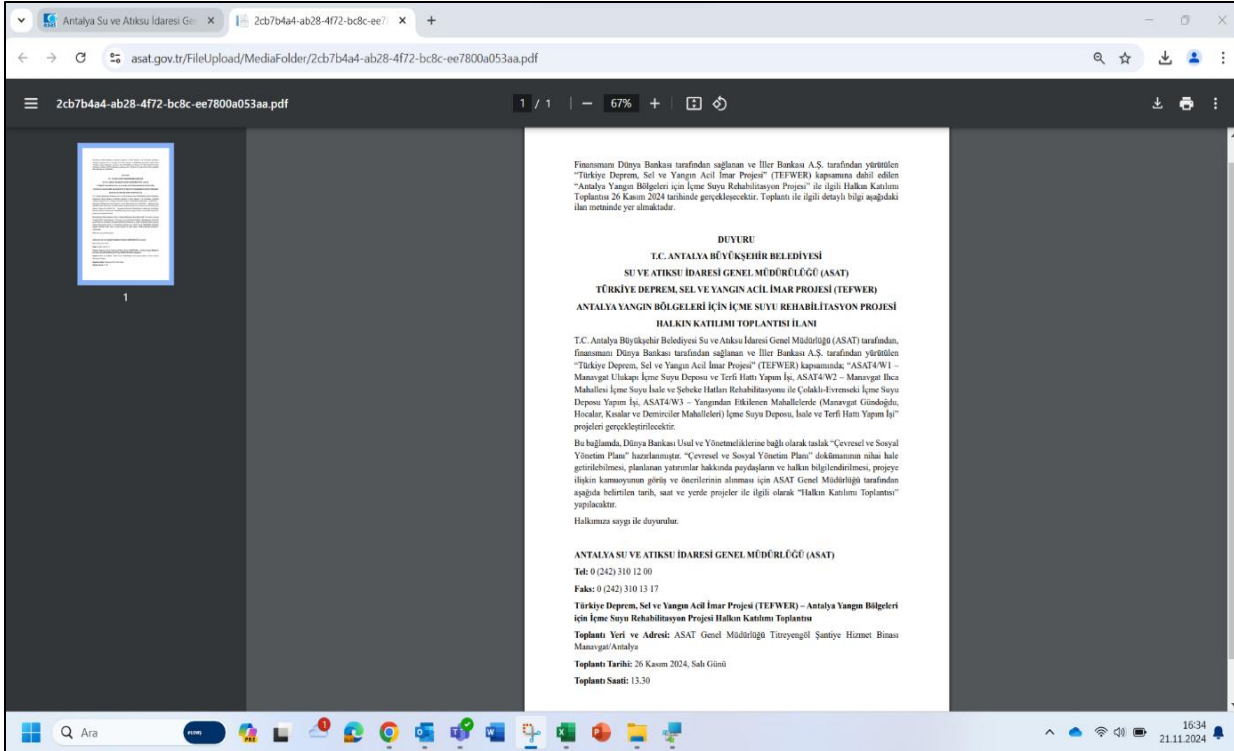 Antalya Su ve Atıksu İdaresi Ge
2cb7b4a4-ab28-4f72-bc8c-ee7
asat.gov.tr/FileUpload/MediaFolder/2cb7b4a4-ab28-4f72-bc8c-ee7800a053aa.pdf
2cb7b4a4-ab28-4f72-bc8c-ee7800a053aa.pdf
1 / 1
67%
1
Finansmanı Dünya Bankası tarafından sağlanan ve İller Bankası A.Ş. tarafından yürütülen
“Türkiye Deprem, Sel ve Yangın Acil İmar Projesi” (TEFWER) kapsamına dahil edilen
“Antalya Yangın Bölgeleri için İçme Suyu Rehabilitasyon Projesi” ile ilgili Halkın Katılımı
Toplantısı 26 Kasım 2024 tarihinde gerçekleşecektir. Toplantı ile ilgili detaylı bilgi aşağıdaki
ilan metninde yer almaktadır.
DUYURU
T.C. ANTALYA BÜYÜKŞEHİR BELEDİYESİ
SU VE ATIKSU İDARESİ GENEL MÜDÜRÜLÜĞÜ (ASAT)
TÜRKİYE DEPREM, SEL VE YANGIN ACİL İMAR PROJESİ (TEFWER)
ANTALYA YANGIN BÖLGELERİ İÇİN İÇME SUYU REHABİLİTASYON PROJESİ
HALKIN KATILIMI TOPLANTISI İLANI
T.C. Antalya Büyükşehir Belediyesi Su ve Atıksu İdaresi Genel Müdürlüğü (ASAT) tarafından,
finansmanı Dünya Bankası tarafından sağlanan ve İller Bankası A.Ş. tarafından yürütülen
“Türkiye Deprem, Sel ve Yangın Acil İmar Projesi” (TEFWER) kapsamında; “ASAT4/W1 –
Manavgat Ulukapı İçme Suyu Deposu ve Terfi Hattı Yapım İşi, ASAT4/W2 – Manavgat Ilıca
Mahallesi İçme Suyu İsale ve Şebeke Hatları Rehabilitasyonu ile Çolaklı-Evrenseki İçme Suyu
Deposu Yapım İşi, ASAT4/W3 – Yangından Etkilenen Mahallelerde (Manavgat Gündoğdu,
Hocalar, Kısalar ve Demirciler Mahalleleri) İçme Suyu Deposu, İsale ve Terfi Hattı Yapım İşi”
projeleri gerçekleştirilecektir.
Bu bağlamda, Dünya Bankası Usul ve Yönetmeliklerine bağlı olarak taslak “Çevresel ve Sosyal
Yönetim Planı” hazırlanmıştır. “Çevresel ve Sosyal Yönetim Planı” dokümanının nihai hale
getirilebilmesi, planlanan yatırımlar hakkında paydaşların ve halkın bilgilendirilmesi, projeye
ilişkin kamuoyunun görüş ve önerilerinin alınması için ASAT Genel Müdürlüğü tarafından
aşağıda belirtilen tarih, saat ve yerde projeler ile ilgili olarak “Halkın Katılımı Toplantısı”
yapılacaktır.
Halkımıza saygı ile duyurulur.
ANTALYA SU VE ATIKSU İDARESİ GENEL MÜDÜRLÜĞÜ (ASAT)
Tel: 0 (242) 310 12 00
Faks: 0 (242) 310 13 17
Türkiye Deprem, Sel ve Yangın Acil İmar Projesi (TEFWER) – Antalya Yangın Bölgeleri
için İçme Suyu Rehabilitasyon Projesi Halkın Katılımı Toplantısı
Toplantı Yeri ve Adresi: ASAT Genel Müdürlüğü Titreyengöl Şantiye Hizmet Binası
Manavgat/Antalya
Toplantı Tarihi: 26 Kasım 2024, Salı Günü
Toplantı Saati: 13.30
Ara
16:34
21.11.2024